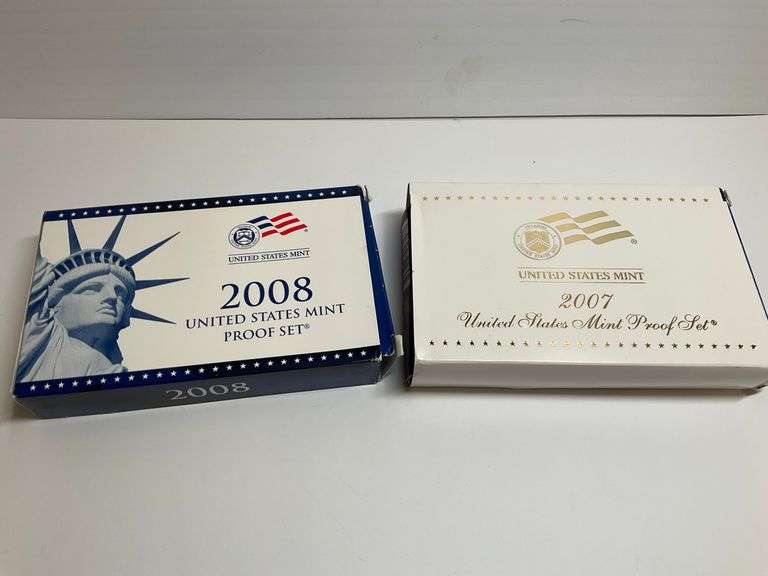 UNITED STATES MINT
2008
UNITED STATES MINT
PROOF SET®
2008
®
UNITED STATES MINT
2007
United States Mint Proof Set®